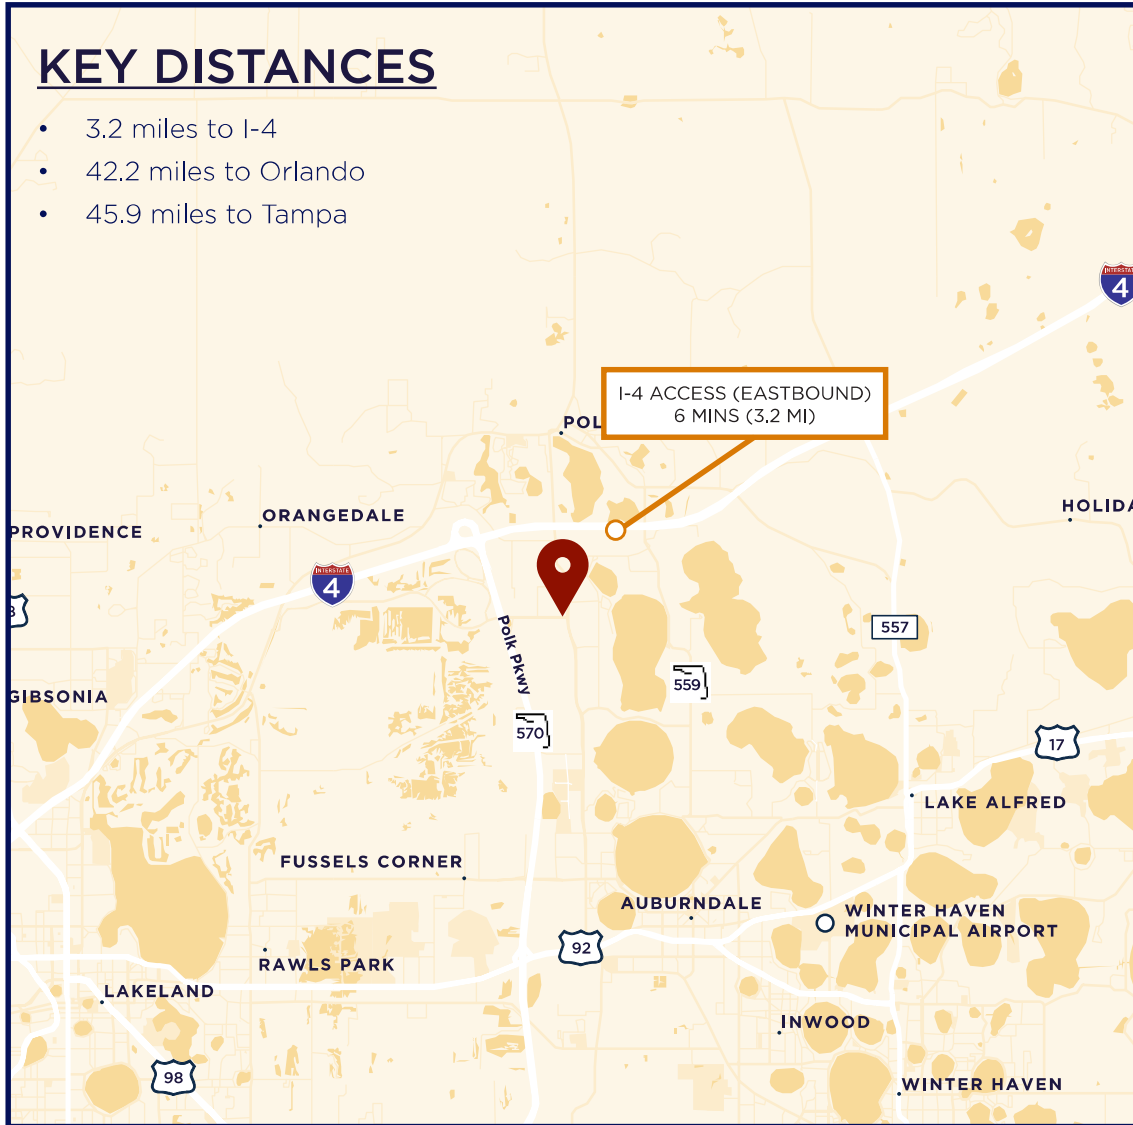 KEY DISTANCES
• 3.2 miles to I-4
• 42.2 miles to Orlando
• 45.9 miles to Tampa
INTERSTATE
4
I-4 ACCESS (EASTBOUND)
6 MINS (3.2 MI)
POL
ORANGEDALE
PROVIDENCE
HOLIDA
INTERSTATE
4
557
Polk Pkwy
559
GIBSONIA
570
17
LAKE ALFRED
FUSSELS CORNER
AUBURNDALE
WINTER HAVEN
MUNICIPAL AIRPORT
92
RAWLS PARK
LAKELAND
INWOOD
98
WINTER HAVEN